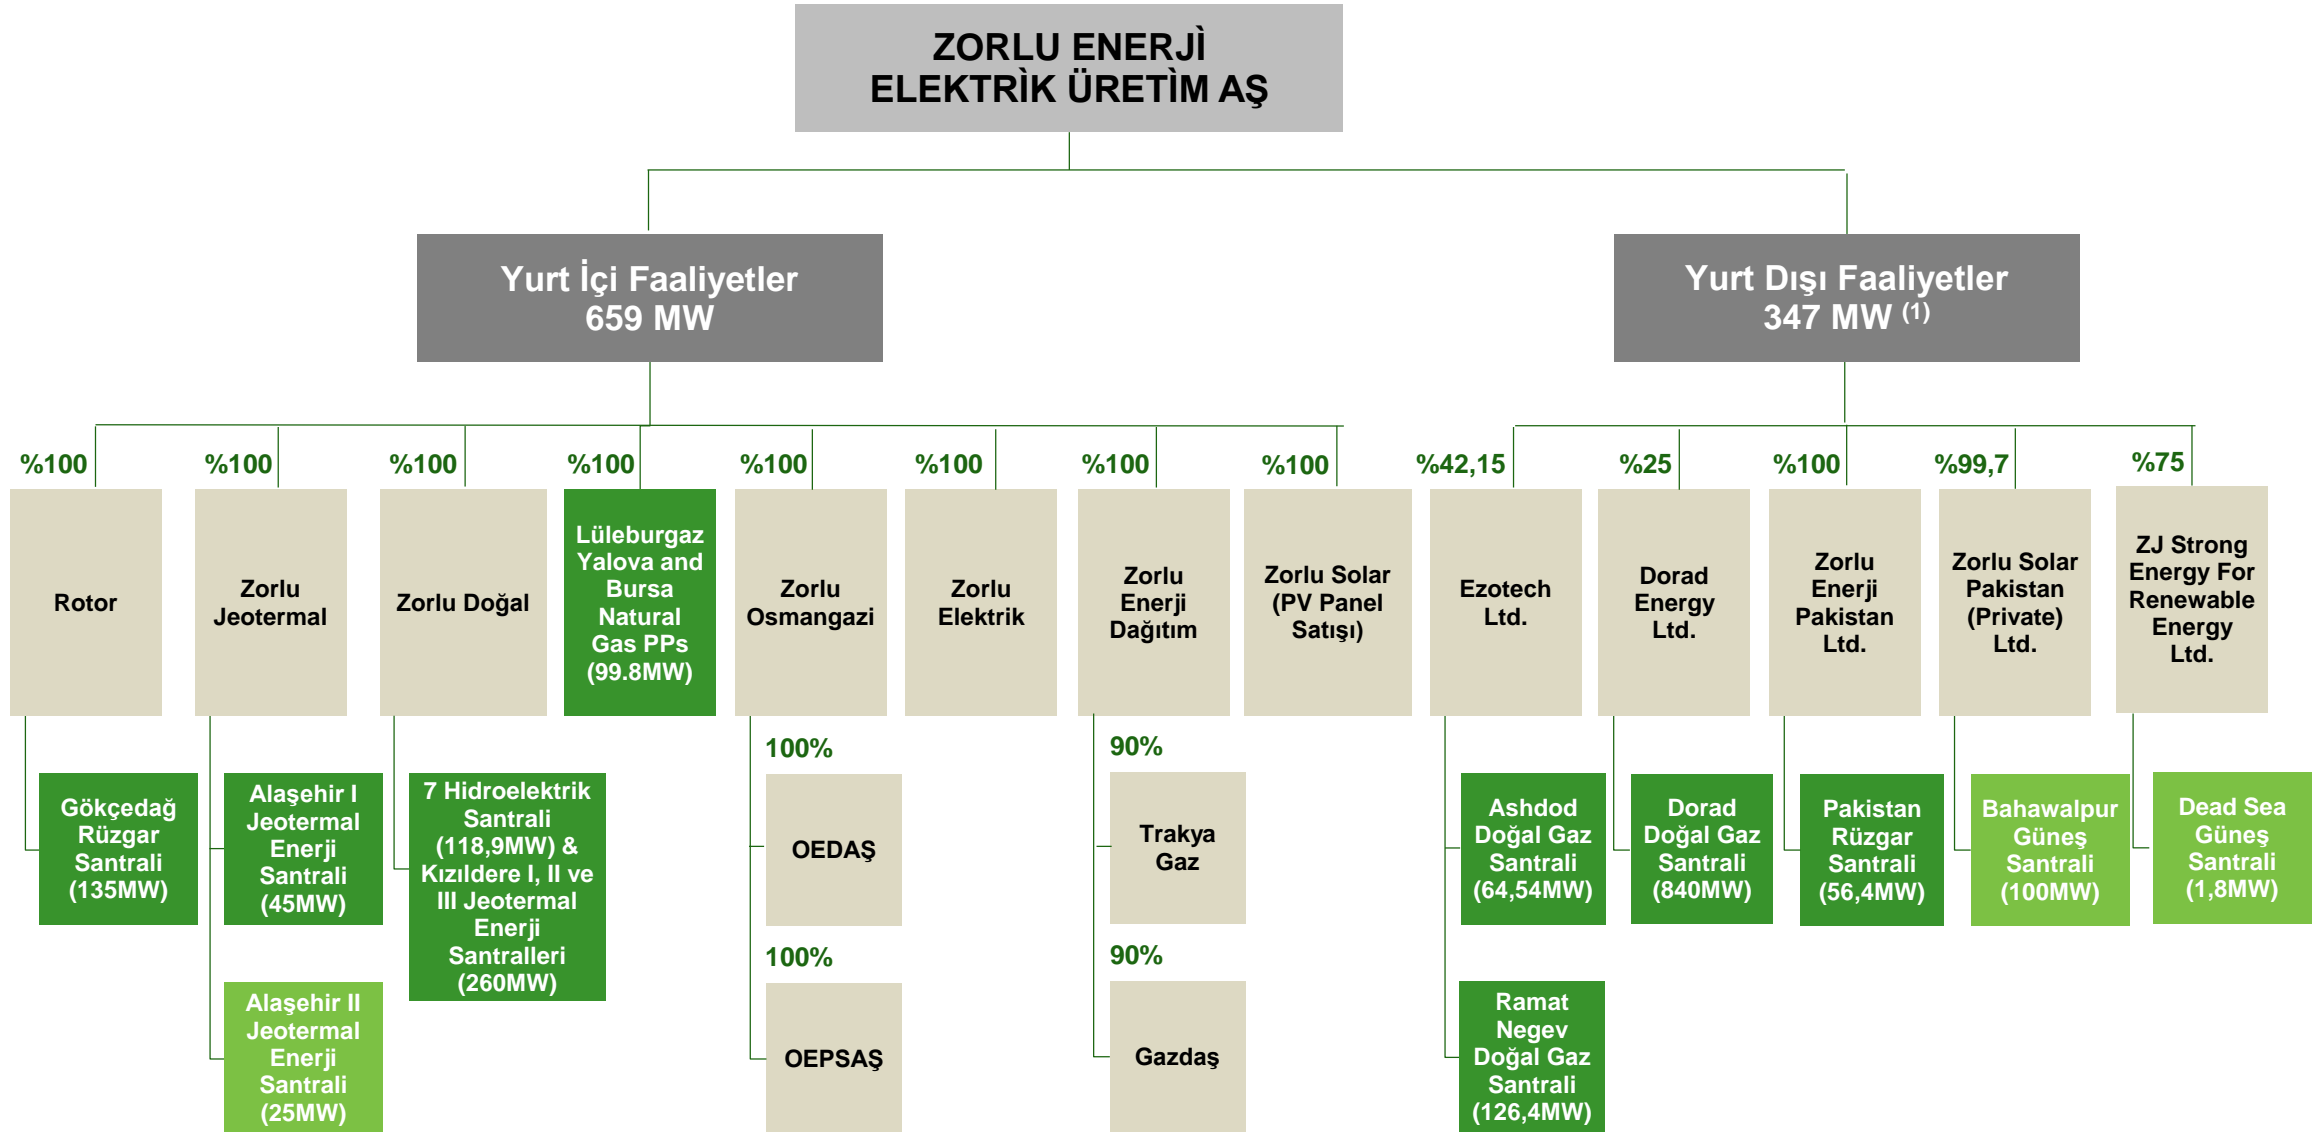 ZORLU ENERJÌ
ELEKTRÌK ÜRETÌM AŞ
Yurt İçi Faaliyetler
659 MW
Yurt Dışı Faaliyetler
347 MW (1)
%100
%100
%100
%100
%100
%100
%100
%100
%42,15
%25
%100
%99,7
%75
Rotor
Zorlu
Jeotermal
Zorlu Doğal
Lüleburgaz
Yalova and
Bursa
Natural
Gas PPs
(99.8MW)
Zorlu
Osmangazi
Zorlu
Elektrik
Zorlu
Enerji
Dağıtım
Zorlu Solar
(PV Panel
Satışı)
Ezotech
Ltd.
Dorad
Energy
Ltd.
Zorlu
Enerji
Pakistan
Ltd.
Zorlu Solar
Pakistan
(Private)
Ltd.
ZJ Strong
Energy For
Renewable
Energy
Ltd.
Gökçedağ
Rüzgar
Santrali
(135MW)
Alaşehir I
Jeotermal
Enerji
Santrali
(45MW)
7 Hidroelektrik
Santrali
(118,9MW) &
Kızıldere I, II ve
III Jeotermal
Enerji
Santralleri
(260MW)
100%
OEDAŞ
90%
Trakya
Gaz
Ashdod
Doğal Gaz
Santrali
(64,54MW)
Dorad
Doğal Gaz
Santrali
(840MW)
Pakistan
Rüzgar
Santrali
(56,4MW)
Bahawalpur
Güneş
Santrali
(100MW)
Dead Sea
Güneş
Santrali
(1,8MW)
Alaşehir II
Jeotermal
Enerji
Santrali
(25MW)
100%
OEPSAŞ
90%
Gazdaş
Ramat
Negev
Doğal Gaz
Santrali
(126,4MW)